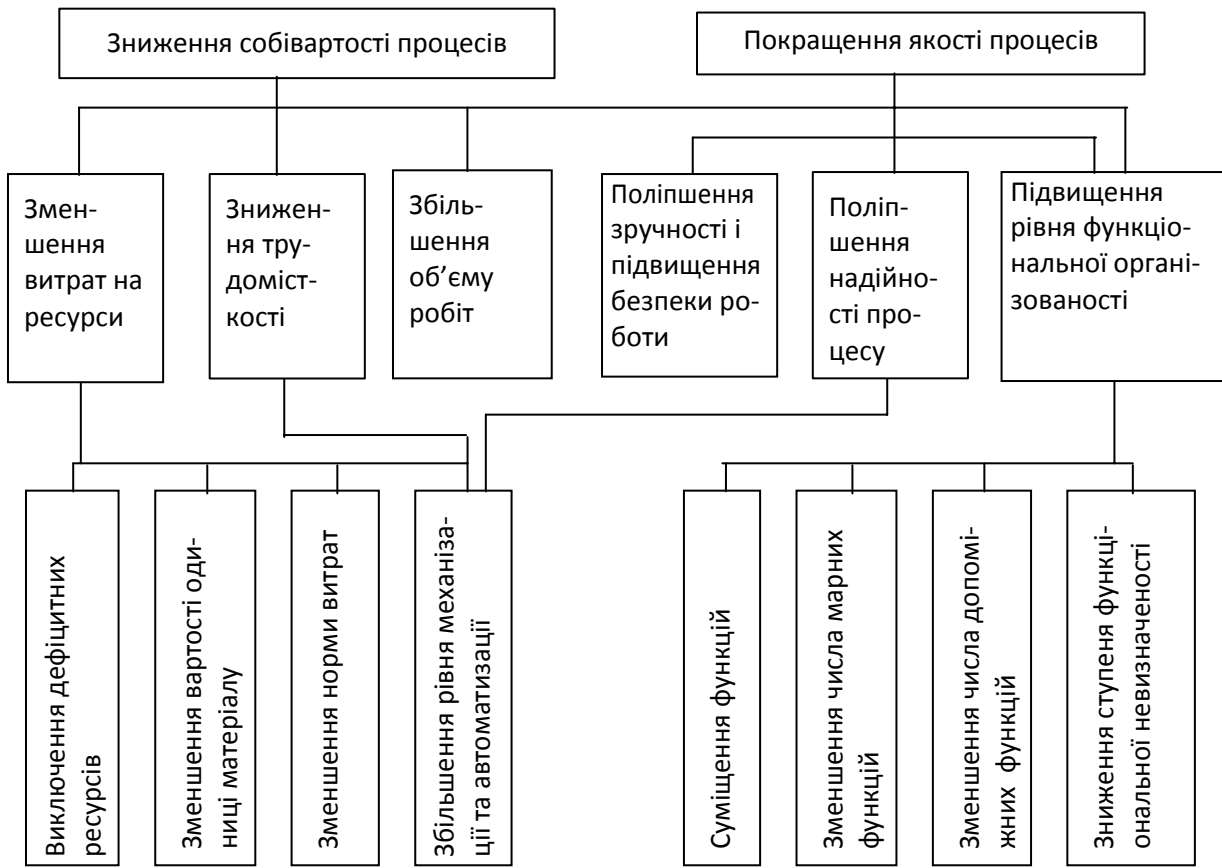 Зниження собівартості процесів
Покращення якості процесів
Змен-
шення
витрат на
ресурси
Знижен-
ня тру-
доміст-
кості
Збіль-
шення
об’єму
робіт
Поліпшення
зручності і
підвищення
безпеки ро-
боти
Поліп-
шення
надійно-
сті про-
цесу
Підвищення
рівня функціо-
нальної органі-
зованості
Виключення дефіцитних
ресурсів
Зменшення вартості оди-
ниці матеріалу
Зменшення норми витрат
Збільшення рівня механіза-
ції та автоматизації
Суміщення функцій
Зменшення числа марних
функцій
Зменшення числа допомі-
жних функцій
Зниження ступеня функці-
ональної невизначеності